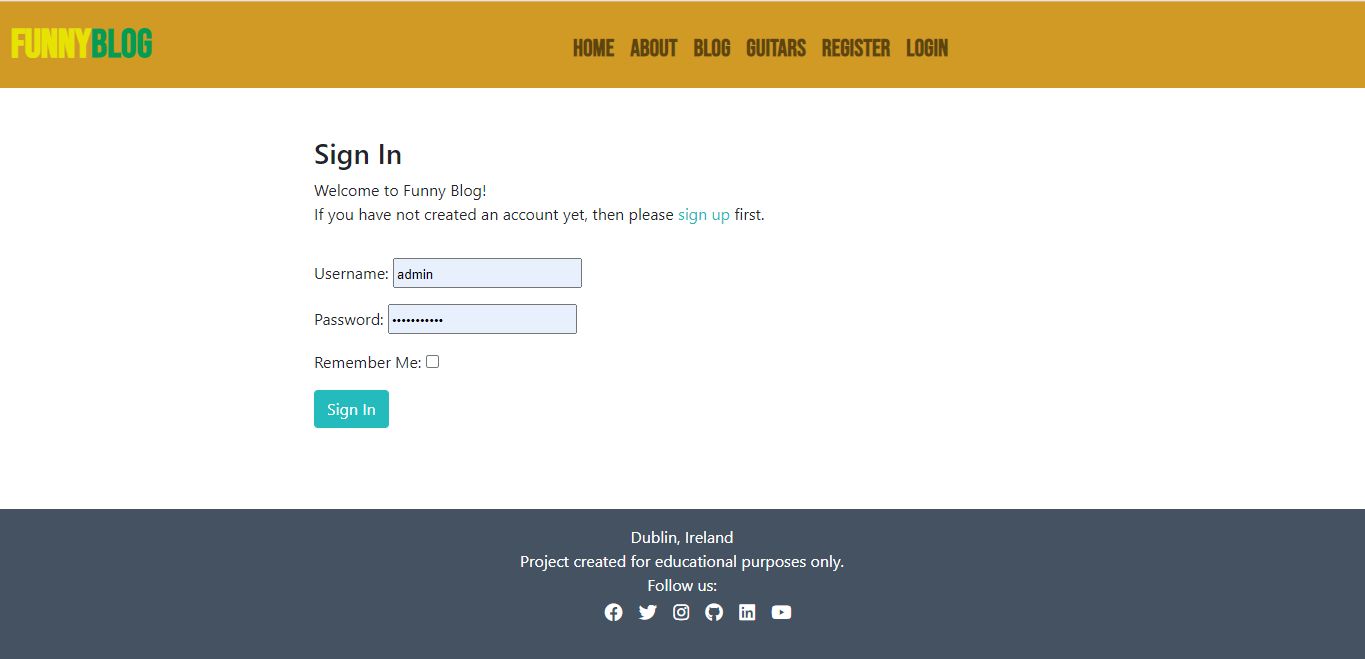 FUNNYBLOG
HOME ABOUT BLOG GUITARS REGISTER LOGIN
Sign In
Welcome to Funny Blog!
If you have not created an account yet, then please sign up first.
Username: admin
Password: •••••••••••
Remember Me:
Sign In
Dublin, Ireland
Project created for educational purposes only.
Follow us: